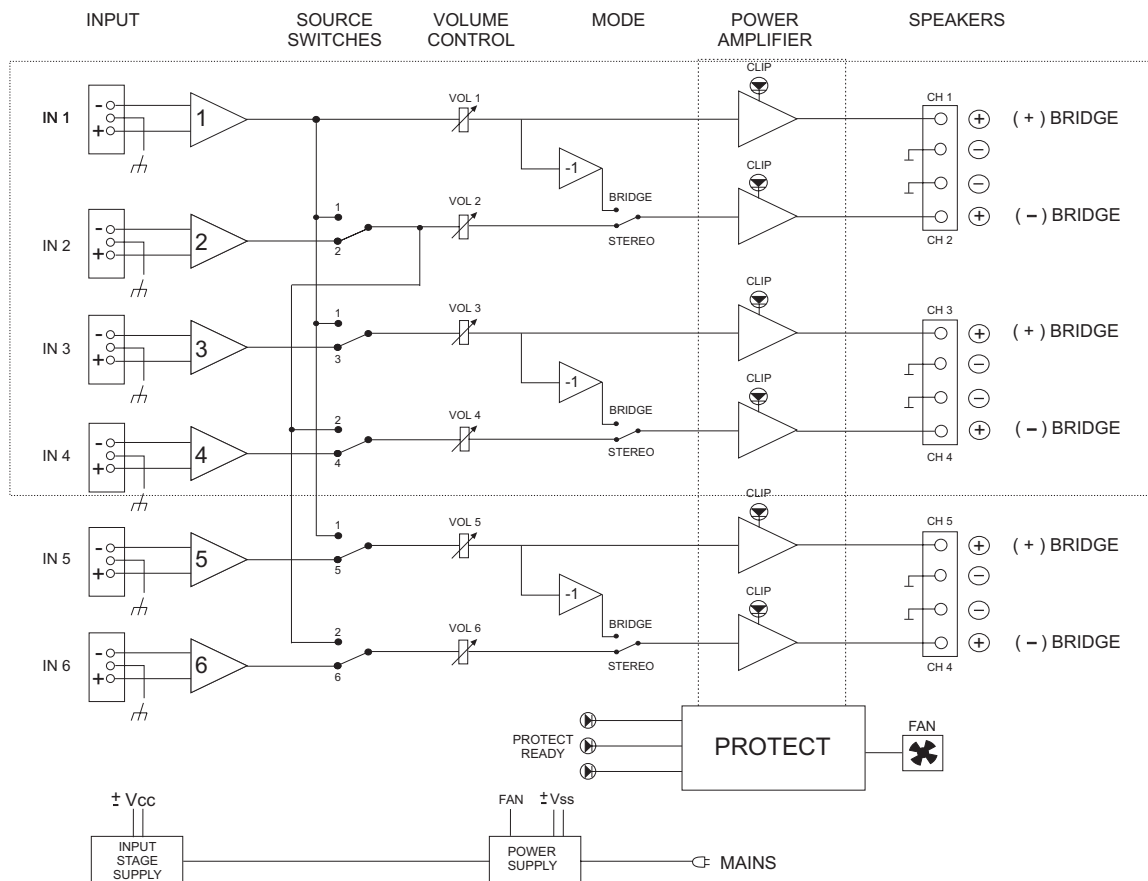 INPUT
SOURCE
SWITCHES
VOLUME
CONTROL
MODE
POWER
AMPLIFIER
SPEAKERS
IN 1
-
+
1
VOL 1
CLIP
CH 1
+ ( + ) BRIDGE
−
-1
BRIDGE
STEREO
IN 2
-
+
2
1
2
VOL 2
CLIP
−
+ ( − ) BRIDGE
CH 2
IN 3
-
+
3
1
3
VOL 3
CLIP
CH 3
+ ( + ) BRIDGE
−
-1
BRIDGE
STEREO
IN 4
-
+
4
2
4
VOL 4
CLIP
−
+ ( − ) BRIDGE
CH 4
IN 5
-
+
5
1
5
VOL 5
CLIP
CH 5
+ ( + ) BRIDGE
−
-1
BRIDGE
STEREO
IN 6
-
+
6
2
6
VOL 6
CLIP
−
+ ( − ) BRIDGE
CH 4
PROTECT
READY
PROTECT
FAN
± Vcc
FAN
± Vss
INPUT
STAGE
SUPPLY
POWER
SUPPLY
MAINS